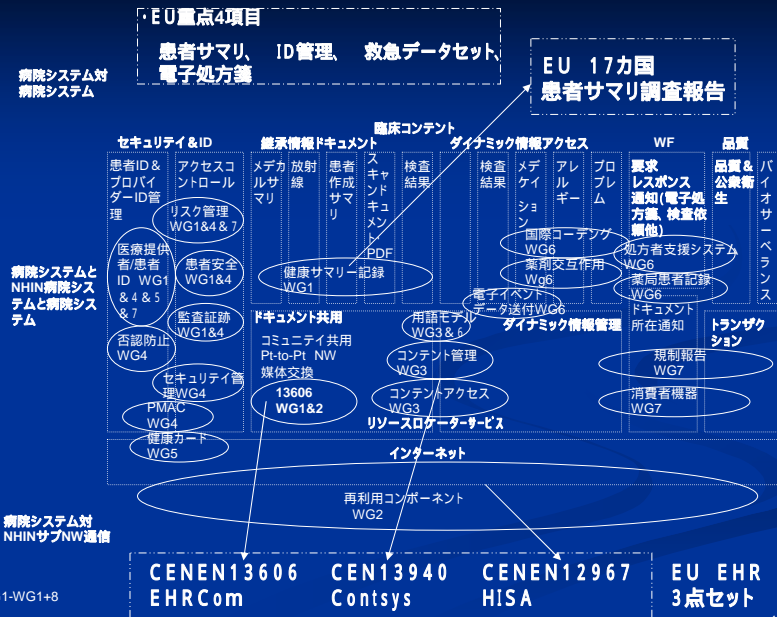 ・EU重点4項目
患者サマリ、 ID管理、 救急データセット、
電子処方箋
EU 17カ国
患者サマリ調査報告
病院システム対
病院システム
臨床コンテント
セキュリティ&ID
継承情報ドキュメント
ダイナミック情報アクセス
WF
品質
患者ID&
プロバイ
ダーID管
理
アクセスコ
ントロール
メデカ
ルサ
マリ
放射
線
患者
作成
サマ
リ
ス
キャン
ドキュ
メン
ト
PDF
検査
結果
検査
結果
メデ
ケイ
ション
アレ
ル
ギー
プロ
ブレ
ム
要求
レスポンス
通知(電子処
方箋、検査依
頼他)
品質&
公衆衛
生
バイオサーベランス
リスク管理
WG1&4&7
医療提供
者/患者
ID WG1
&4&5
&7
患者安全
WG1&4
国際コーデング
WG6
処方者支援システム
WG6
薬剤交互作用
Wg6
薬局患者記録
WG6
健康サマリー記録
WG1
電子イベント
データ送付WG6
病院システムと
NHIN病院シス
テムと病院シス
テム
監査証跡
WG1&4
ドキュメント共用
用語モデル
WG3&6
ダイナミック情報管理
ドキュメント
所在通知
トランザク
ション
否認防止
WG4
コミュニテイ共用
Pt-to-Pt NW
媒体交換
13606
WG1&2
コンテント管理
WG3
規制報告
WG7
セキュリテイ管
理WG4
コンテントアクセス
WG3
消費者機器
WG7
PMAC
WG4
リソースロケーターサービス
健康カード
WG5
インターネット
再利用コンポーネント
WG2
病院システム対
NHINサブNW通信
CENEN13606
EHRCom
CEN13940
Contsys
CENEN12967
HISA
EU EHR
3点セット
1-WG1+8